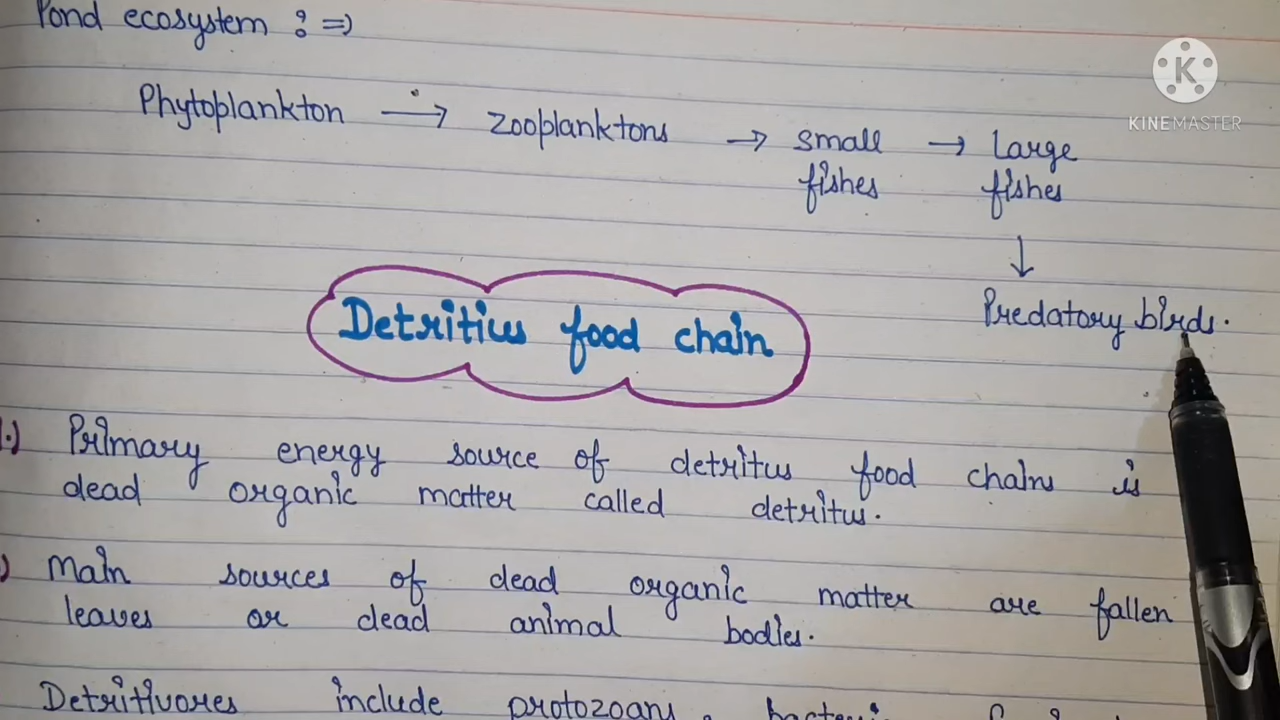 Pond ecosystem : =>
Phytoplankton → zooplanktons → small fishes → Large fishes
↓
Predatory birds.
KINEMASTER
Detritius food chain
1.) Primary energy source of detritus food chains is
dead organic matter called detritus.
) Main sources of dead organic matter are fallen
leaves or dead animal bodies.
Detritivores include protozoans, bacteria